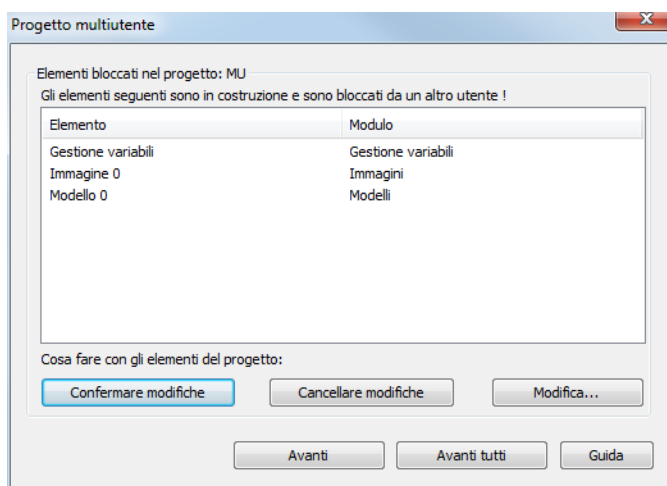 Progetto multiutente
Elementi bloccati nel progetto: MU
Gli elementi seguenti sono in costruzione e sono bloccati da un altro utente !
Elemento Modulo
Gestione variabili Gestione variabili
Immagine 0 Immagini
Modello 0 Modelli
Cosa fare con gli elementi del progetto:
Confermare modifiche Cancellare modifiche Modifica...
Avanti Avanti tutti Guida